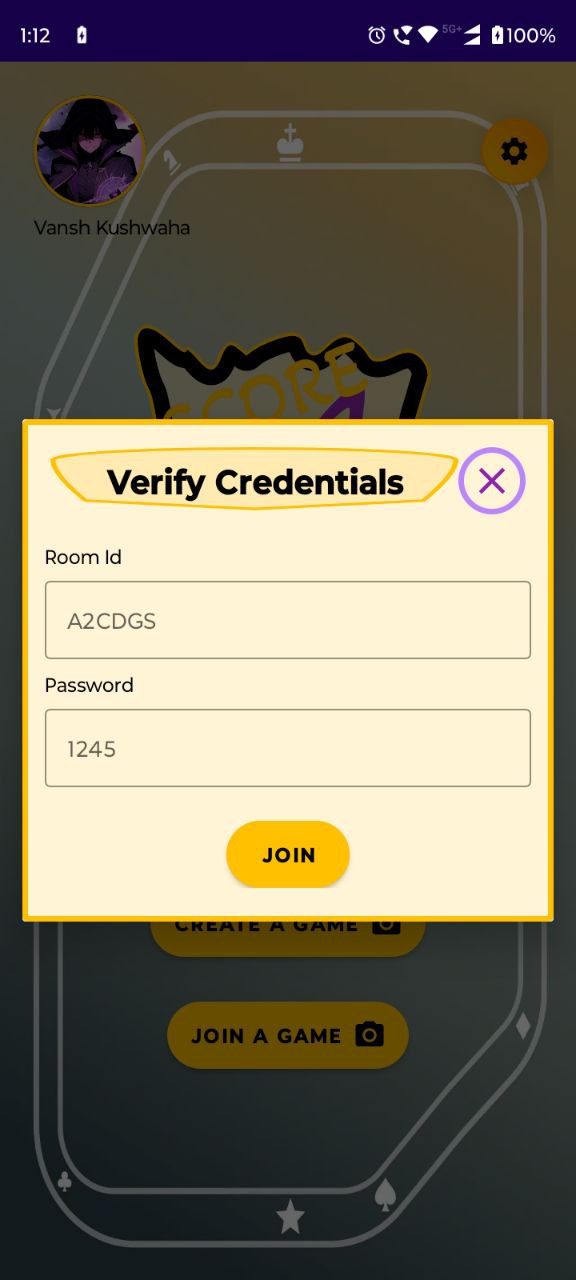 1:12 5G+ 100%
Vansh Kushwaha
SCORE
Verify Credentials
Room Id
A2CDGS
Password
1245
JOIN
CREATE A GAME
JOIN A GAME